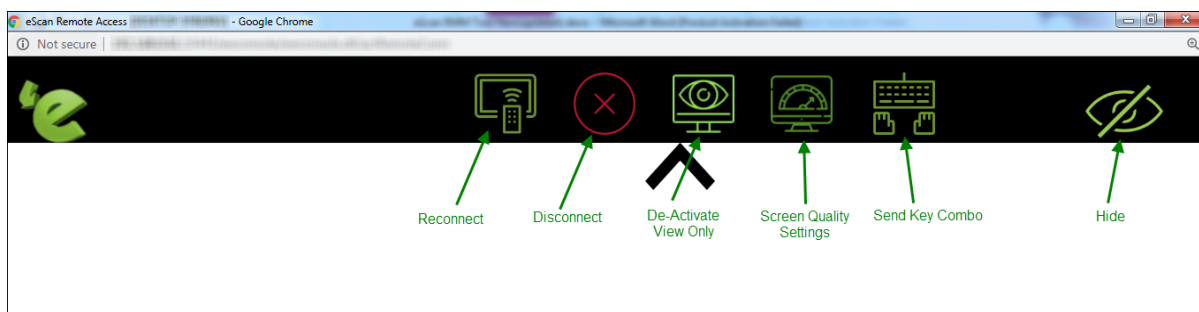 eScan Remote Access - Google Chrome
Not secure
Reconnect
Disconnect
De-Activate
View Only
Screen Quality
Settings
Send Key Combo
Hide